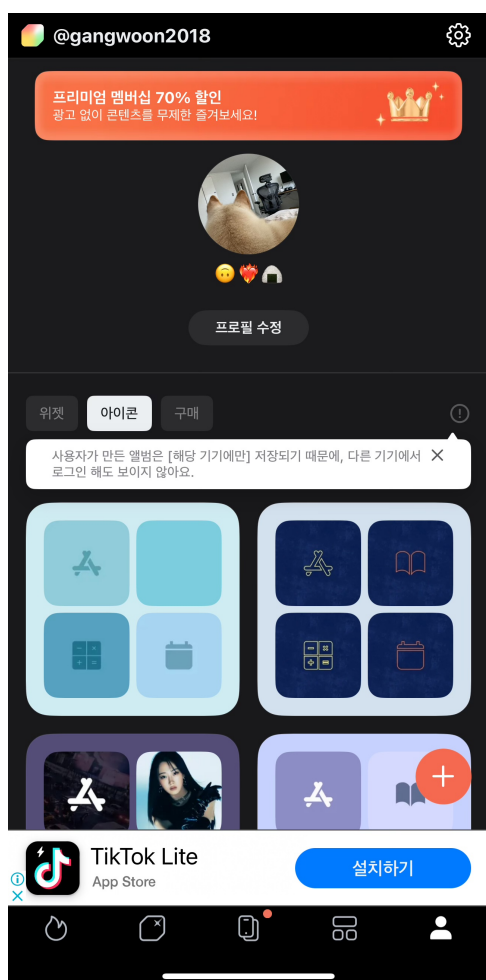 @gangwoon2018
프리미엄 멤버십 70% 할인
광고 없이 콘텐츠를 무제한 즐겨보세요!
프로필 수정
위젯
아이콘
구매
사용자가 만든 앨범은 [해당 기기에만] 저장되기 때문에, 다른 기기에서
로그인 해도 보이지 않아요.
TikTok Lite
App Store
설치하기